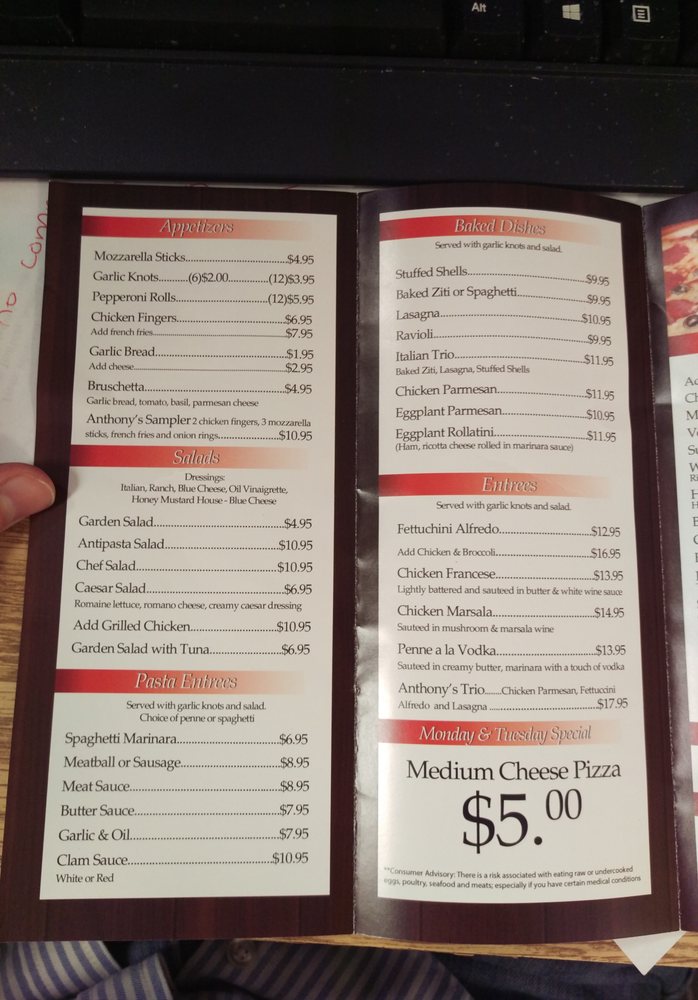 Alt
no com
Appetizers
Mozzarella Sticks..........$4.95
Garlic Knots..........(6)$2.00..........(12)$3.95
Pepperoni Rolls..........(12)$5.95
Chicken Fingers..........$6.95
Add french fries..........$7.95
Garlic Bread..........$1.95
Add cheese..........$2.95
Bruschetta..........$4.95
Garlic bread, tomato, basil, parmesan cheese
Anthony's Sampler 2 chicken fingers, 3 mozzarella
sticks, french fries and onion rings..........$10.95
Salads
Dressings:
Italian, Ranch, Blue Cheese, Oil Vinaigrette,
Honey Mustard House - Blue Cheese
Garden Salad..........$4.95
Antipasta Salad..........$10.95
Chef Salad..........$10.95
Caesar Salad..........$6.95
Romaine lettuce, romano cheese, creamy caesar dressing
Add Grilled Chicken..........$10.95
Garden Salad with Tuna..........$6.95
Pasta Entrees
Served with garlic knots and salad.
Choice of penne or spaghetti
Spaghetti Marinara..........$6.95
Meatball or Sausage..........$8.95
Meat Sauce..........$8.95
Butter Sauce..........$7.95
Garlic & Oil..........$7.95
Clam Sauce..........$10.95
White or Red
Baked Dishes
Served with garlic knots and salad.
Stuffed Shells..........$9.95
Baked Ziti or Spaghetti..........$9.95
Lasagna..........$10.95
Ravioli..........$9.95
Italian Trio..........$11.95
Baked Ziti, Lasagna, Stuffed Shells
Chicken Parmesan..........$11.95
Eggplant Parmesan..........$10.95
Eggplant Rollatini..........$11.95
(Ham, ricotta cheese rolled in marinara sauce)
Entrees
Served with garlic knots and salad.
Fettuchini Alfredo..........$12.95
Add Chicken & Broccoli..........$16.95
Chicken Francese..........$13.95
Lightly battered and sauteed in butter & white wine sauce
Chicken Marsala..........$14.95
Sauteed in mushroom & marsala wine
Penne a la Vodka..........$13.95
Sauteed in creamy butter, marinara with a touch of vodka
Anthony's Trio.......Chicken Parmesan, Fettuccini
Alfredo and Lasagna..........$17.95
Monday & Tuesday Special
Medium Cheese Pizza
$5.00
**Consumer Advisory: There is a risk associated with eating raw or undercooked
eggs, poultry, seafood and meats; especially if you have certain medical conditions